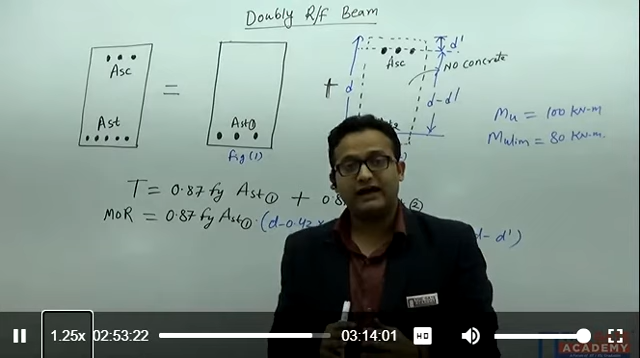 Doubly R/f Beam
Asc
Ast
=
Ast①
fig (1)
+
d
Asc
d'
NO concrete
d-d'
Mu = 100 KN-m
Mulim = 80 KN-m.
T = 0.87 fy Ast① + 0.8
②
MOR = 0.87 fy Ast① (d-0.42 x
d-d')
1.25x
02:53:22
03:14:01
HD
ACADEMY